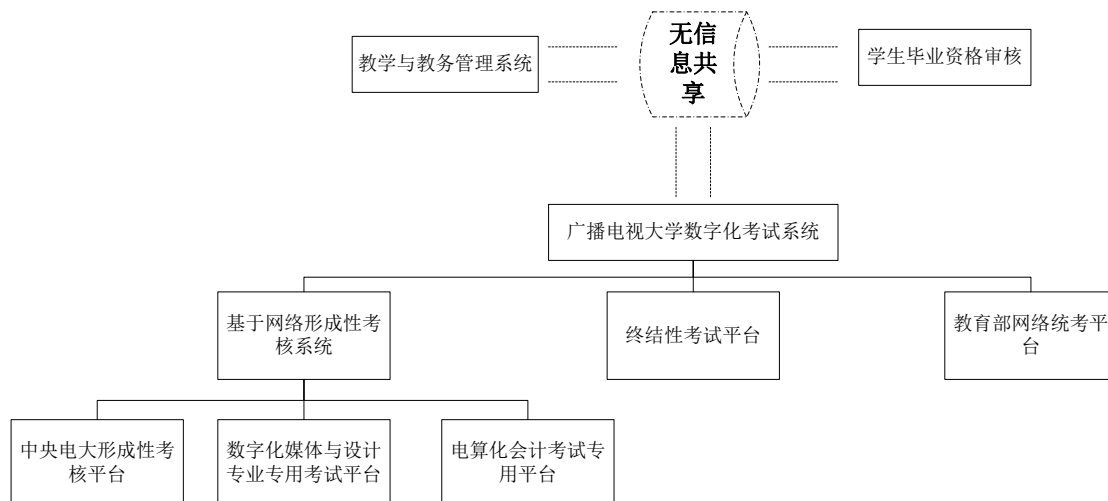 无信
息共
享
教学与教务管理系统
学生毕业资格审核
广播电视大学数字化考试系统
基于网络形成性考
核系统
终结性考试平台
教育部网络统考平
台
中央电大形成性考
核平台
数字化媒体与设计
专业专用考试平台
电算化会计考试专
用平台